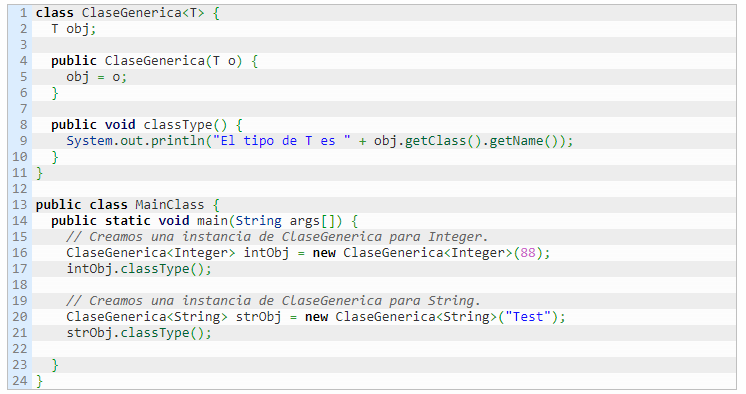 1 class ClaseGenerica<T> {
2   T obj;
3
4   public ClaseGenerica(T o) {
5     obj = o;
6   }
7
8   public void classType() {
9     System.out.println("El tipo de T es " + obj.getClass().getName());
10   }
11 }
12
13 public class MainClass {
14   public static void main(String args[]) {
15     // Creamos una instancia de ClaseGenerica para Integer.
16     ClaseGenerica<Integer> intObj = new ClaseGenerica<Integer>(88);
17     intObj.classType();
18
19     // Creamos una instancia de ClaseGenerica para String.
20     ClaseGenerica<String> strObj = new ClaseGenerica<String>("Test");
21     strObj.classType();
22
23   }
24 }